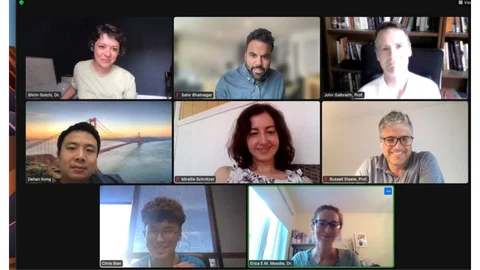 Shirin Golchi, Dr.
Sahir Bhatnagar
John Galbraith, Prof.
Dehan Kong
Mireille Schnitzer
Russell Steele, Prof.
Chris Bian
Erica E.M. Moodie, Dr.